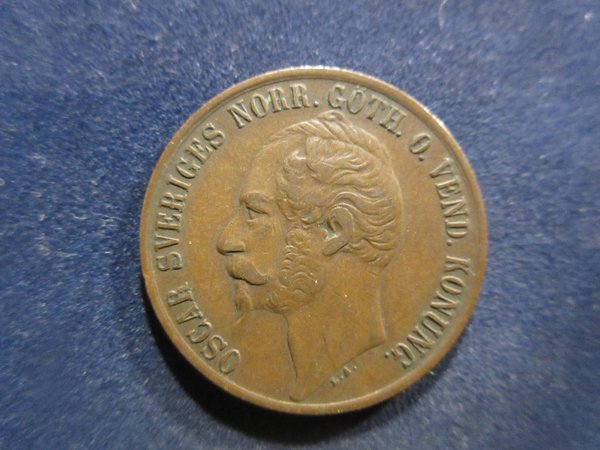 OSCAR SVERIGES NORR. GÖTH. O. VEND. KONUNG.
L.A.